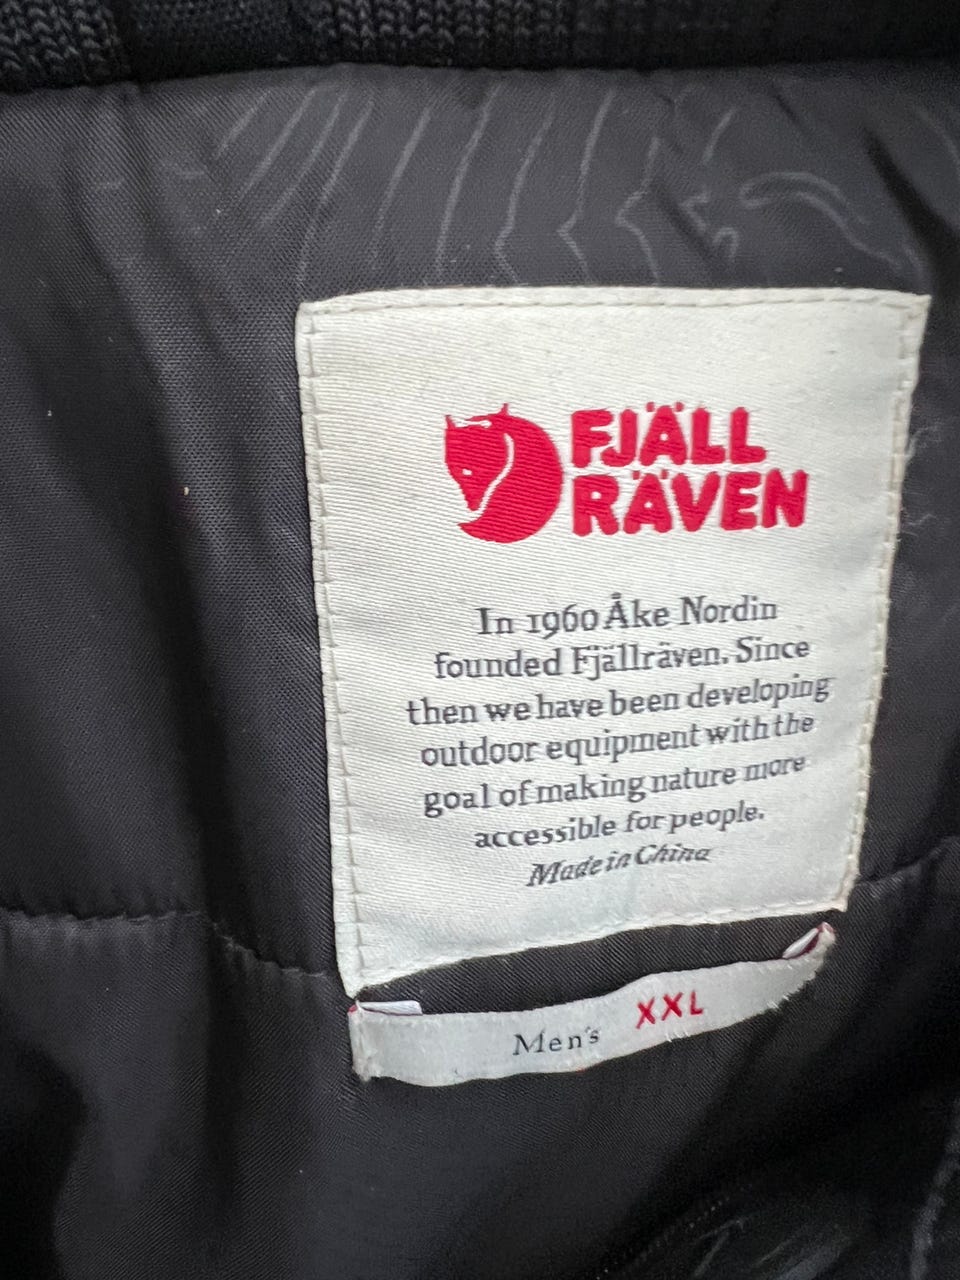 FJÄLL
RÄVEN
In 1960 Åke Nordin
founded Fjällräven. Since
then we have been developing
outdoor equipment with the
goal of making nature more
accessible for people.
Made in China
Men's XXL